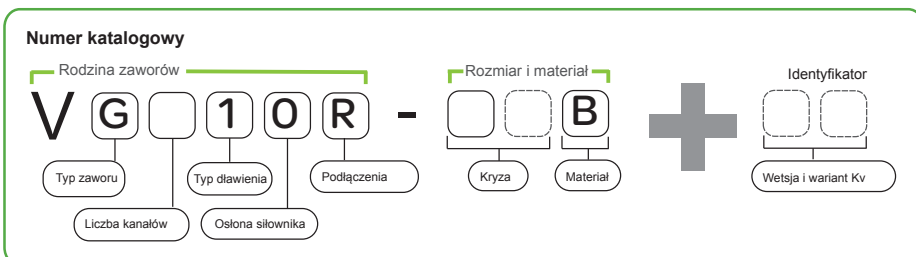 Numer katalogowy
Rodzina zaworów
Rozmiar i materiał
Identyfikator
V G 1 0 R - B
Typ zaworu
Typ dławienia
Podłączenia
Kryza
Materiał
Wetsja i wariant Kv
Liczba kanałów
Osłona siłownika